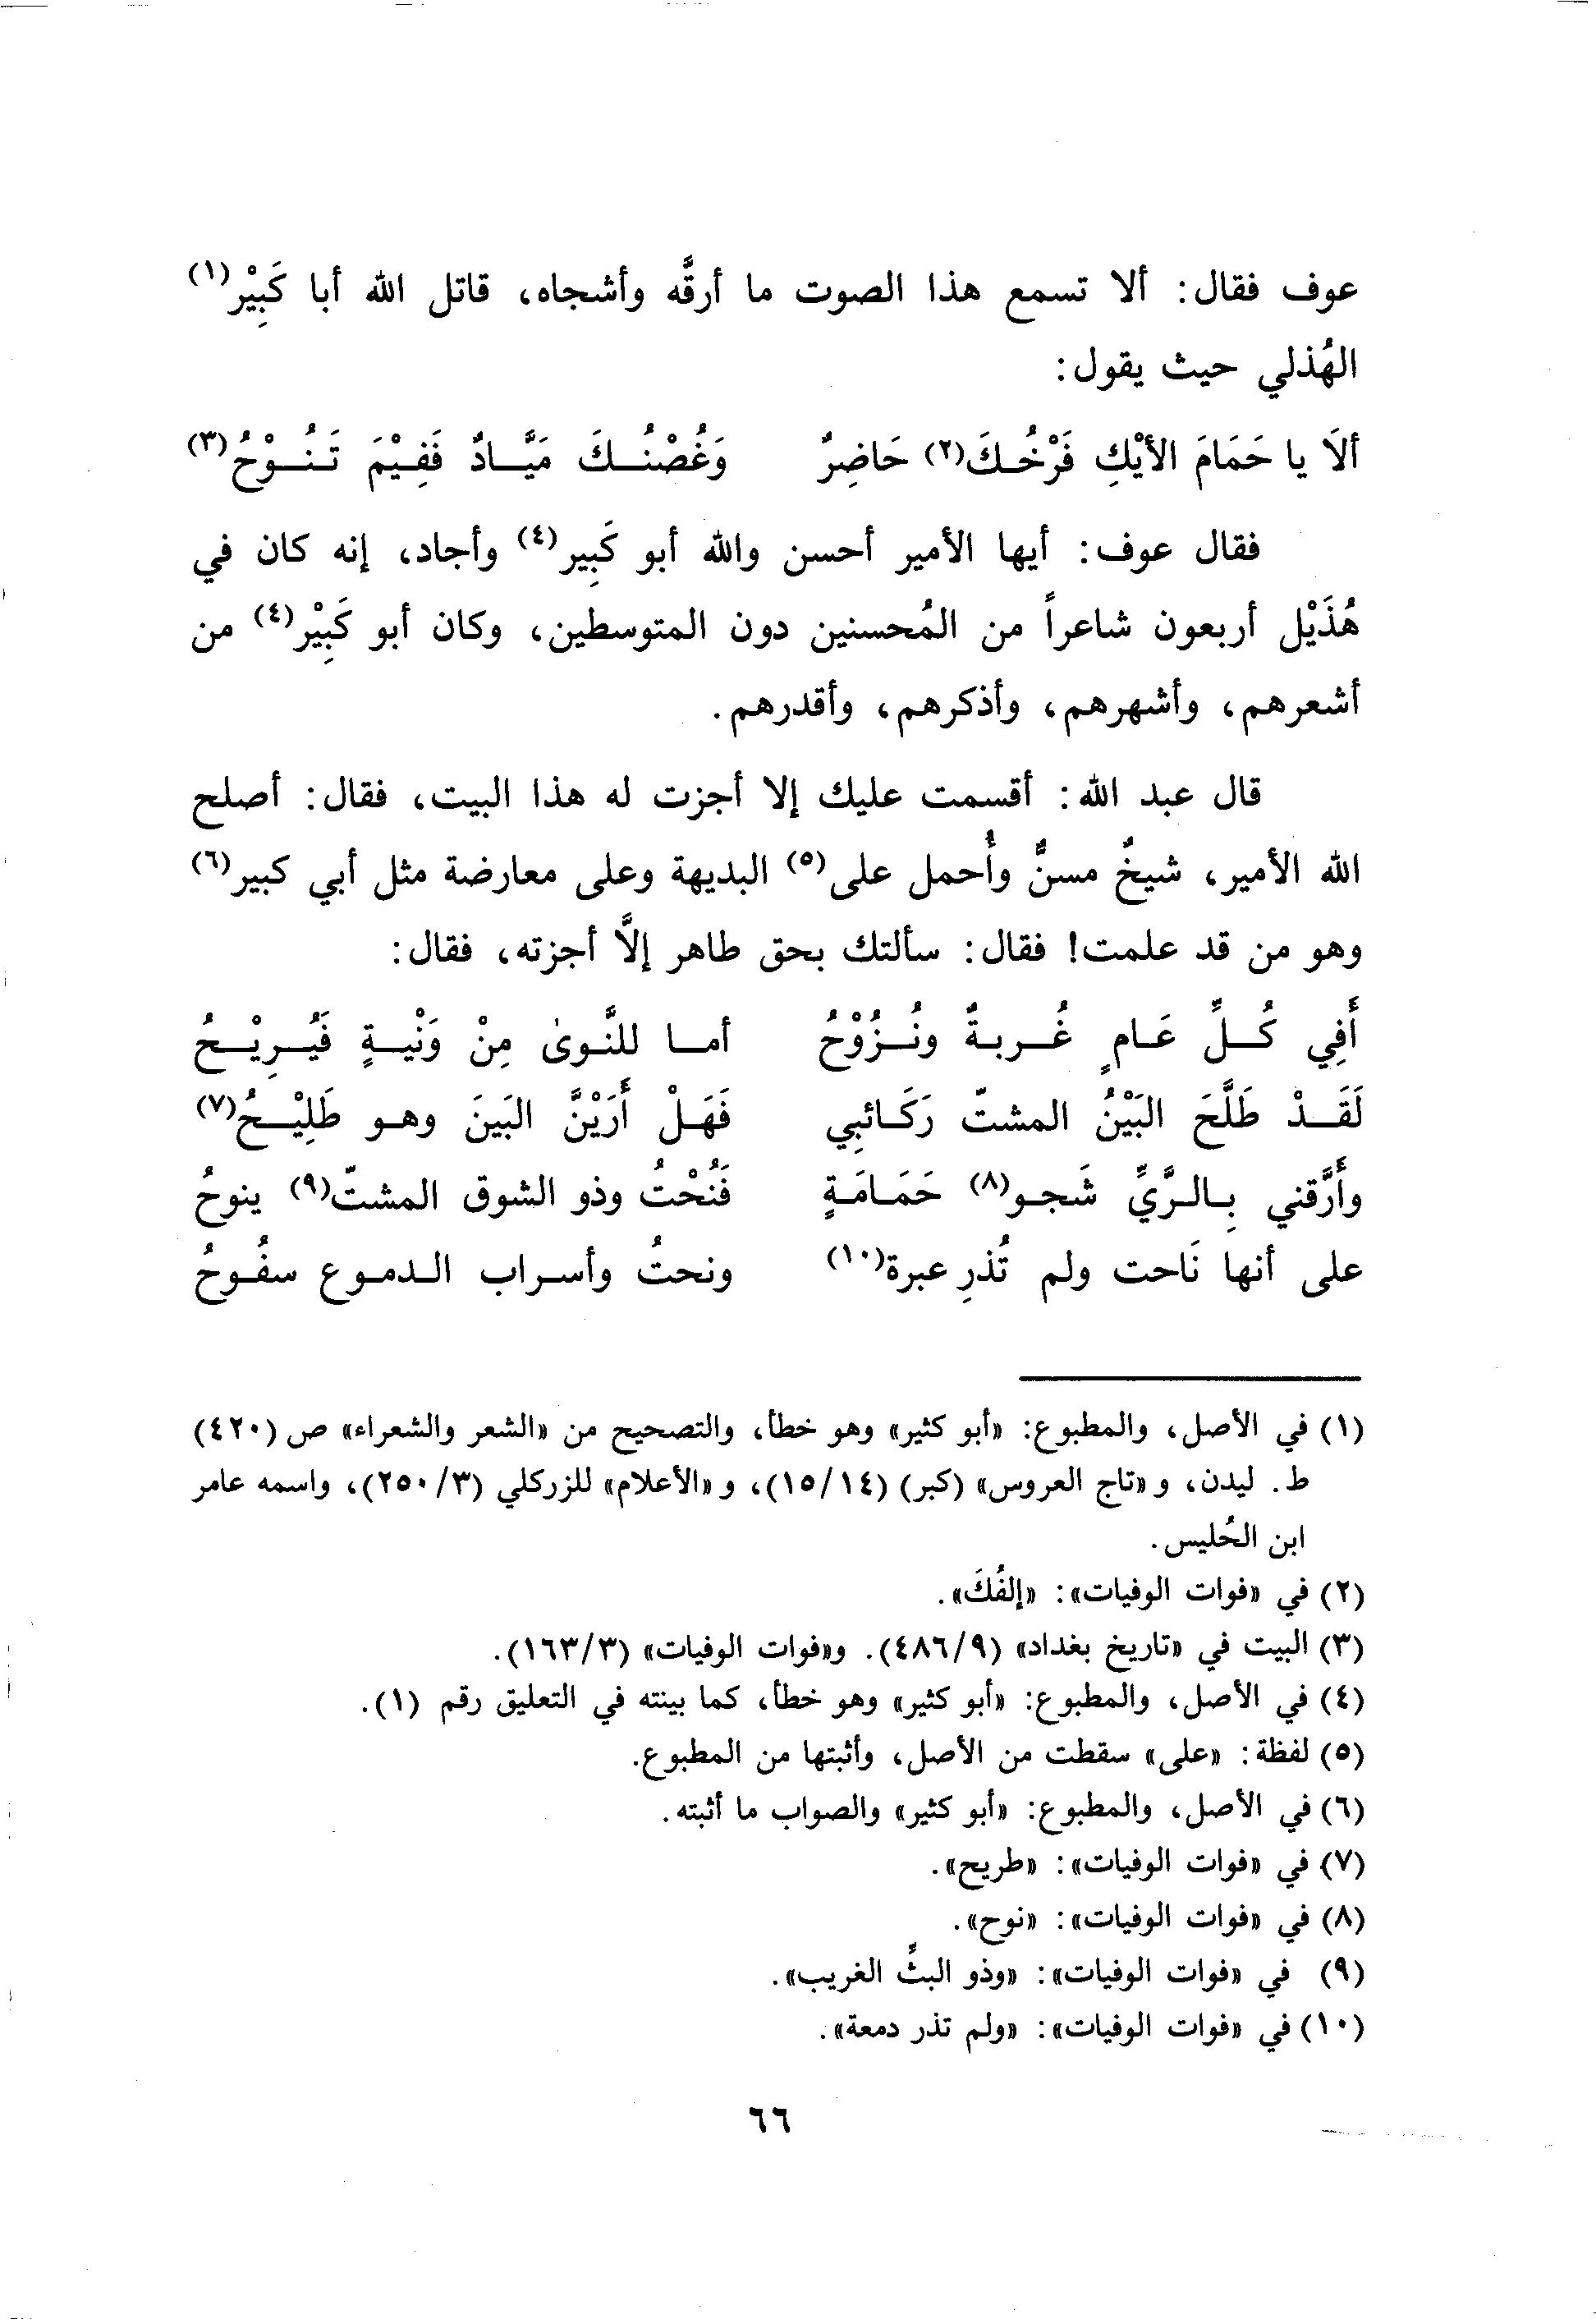 عوف فقال: ألا تسمع هذا الصوت ما أرقَّه وأشجاه، قاتل الله أبا كَبِيْر(١)
الهُذلي حيث يقول:
ألاَ يا حَمَامَ الأيْكِ فَرْخُكَ(٢) حَاضِرٌ وَغُصْنُكَ مَيَّادٌ فَفِيْمَ تَنُوْحُ(٣)
فقال عوف: أيها الأمير أحسن والله أبو كَبِير(٤) وأجاد، إنه كان في
هُذَيْل أربعون شاعراً من المُحسنين دون المتوسطين، وكان أبو كَبِيْر(٤) من
أشعرهم، وأشهرهم، وأذكرهم، وأقدرهم.
قال عبد الله: أقسمت عليك إلا أجزت له هذا البيت، فقال: أصلح
الله الأمير، شيخٌ مسنٌّ وأُحمل على(٥) البديهة وعلى معارضة مثل أبي كبير(٦)
وهو من قد علمت! فقال: سألتك بحق طاهر إلاَّ أجزته، فقال:
أَفِي كُلِّ عَامٍ غُربةٌ ونُزُوْحُ أما للنَّوىٰ مِنْ وَنْيةٍ فَيُرِيْحُ
لَقَدْ طَلَّحَ البَيْنُ المشتّ رَكَائبِي فَهَلْ أَرَيْنَّ البَينَ وهو طَلِيْحُ(٧)
وأَرَّقني بِالرَّيِّ شَجو(٨) حَمَامَةٍ فَنُحْتُ وذو الشوق المشتّ(٩) ينوحُ
على أنها نَاحت ولم تُذرِ عبرة(١٠) ونحتُ وأسراب الدموع سفُوحُ
(١) في الأصل، والمطبوع: «أبو كثير» وهو خطأ، والتصحيح من «الشعر والشعراء» ص (٤٢٠)
ط. ليدن، و «تاج العروس» (كبر) (١٥/١٤)، و «الأعلام» للزركلي (٢٥٠/٣)، واسمه عامر
ابن الحُليس.
(٢) في «فوات الوفيات»: «إلفُكَ».
(٣) البيت في «تاريخ بغداد» (٤٨٦/٩). و«فوات الوفيات» (١٦٣/٣).
(٤) في الأصل، والمطبوع: «أبو كثير» وهو خطأ، كما بينته في التعليق رقم (١).
(٥) لفظة: «على» سقطت من الأصل، وأثبتها من المطبوع.
(٦) في الأصل، والمطبوع: «أبو كثير» والصواب ما أثبته.
(٧) في «فوات الوفيات»: «طريح».
(٨) في «فوات الوفيات»: «نوح».
(٩) في «فوات الوفيات»: «وذو البثِّ الغريب».
(١٠) في «فوات الوفيات»: «ولم تذر دمعة».
٦٦